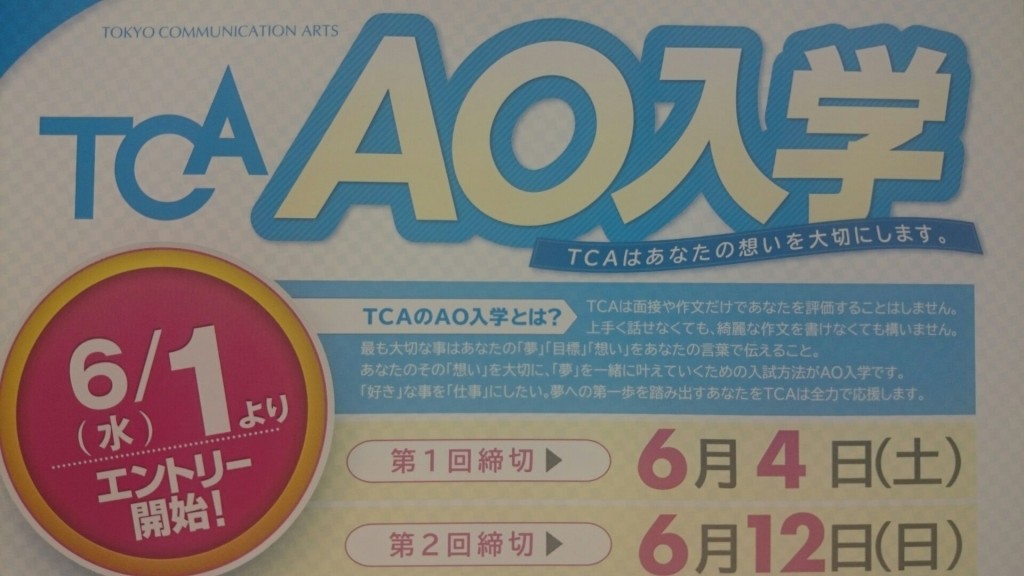 TOKYO COMMUNICATION ARTS
TCA AO入学
TCAはあなたの想いを大切にします。
TCAのAO入学とは?
TCAは面接や作文だけであなたを評価することはしません。
上手く話せなくても、綺麗な作文を書けなくても構いません。
最も大切な事はあなたの「夢」「目標」「想い」をあなたの言葉で伝えること。
あなたのその「想い」を大切に、「夢」を一緒に叶えていくための入試方法がAO入学です。
「好き」な事を「仕事」にしたい。夢への第一歩を踏み出すあなたをTCAは全力で応援します。
6/1より
(水)
エントリー
開始!
第1回締切▶ 6月4日(土)
第2回締切▶ 6月12日(日)